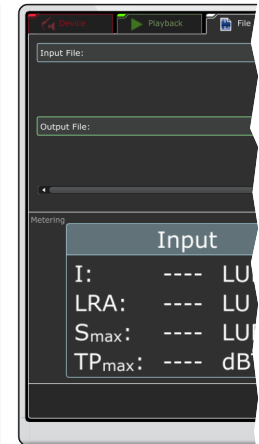 Device Playback File
Input File:
Output File:
Metering
Input
I: ---- LU
LRA: ---- LU
Smax: ---- LU
TPmax: ---- dB